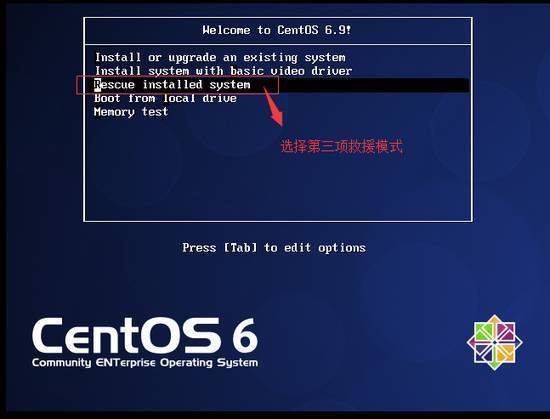 Welcome to CentOS 6.9!
Install or upgrade an existing system
Install system with basic video driver
Rescue installed system
Boot from local drive
Memory test
选择第三项救援模式
Press [Tab] to edit options
CentOS 6
Community ENTerprise Operating System